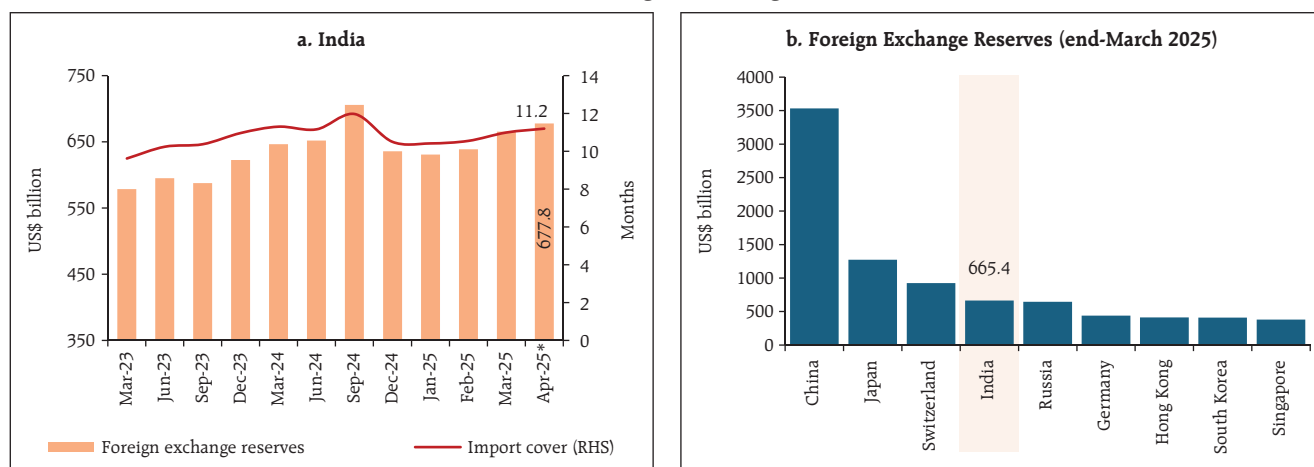 a. India
US$ billion
750
650
550
450
350
14
12
10
8
6
4
2
0
Months
11.2
677.8
Mar-23
Jun-23
Sep-23
Dec-23
Mar-24
Jun-24
Sep-24
Dec-24
Jan-25
Feb-25
Mar-25
Apr-25*
Foreign exchange reserves
Import cover (RHS)
b. Foreign Exchange Reserves (end-March 2025)
US$ billion
4000
3500
3000
2500
2000
1500
1000
500
0
665.4
China
Japan
Switzerland
India
Russia
Germany
Hong Kong
South Korea
Singapore